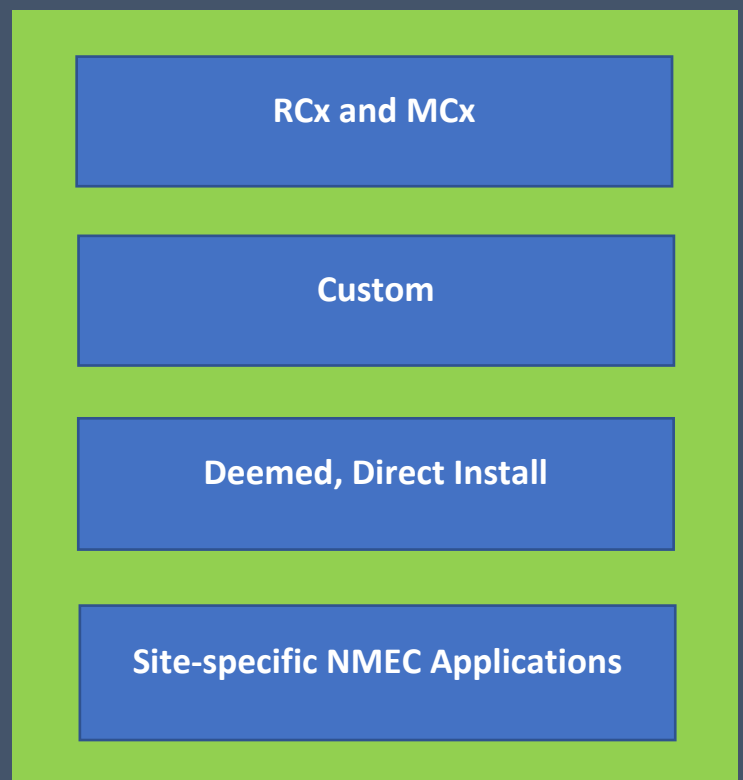 RCx and MCx
Custom
Deemed, Direct Install
Site-specific NMEC Applications